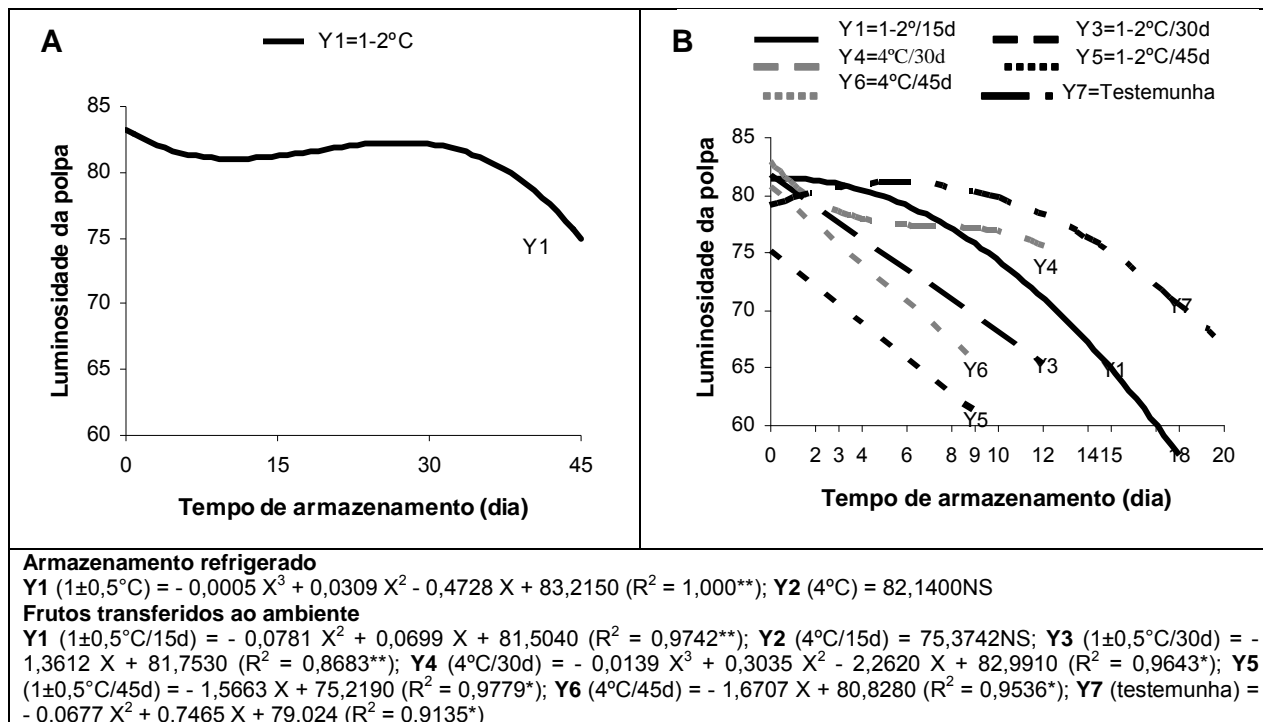 A
Y1=1-2ºC
Luminosidade da polpa
85
80
75
70
65
60
Y1
0 15 30 45
Tempo de armazenamento (dia)
B
Y1=1-2º/15d Y3=1-2ºC/30d
Y4=4ºC/30d Y5=1-2ºC/45d
Y6=4ºC/45d Y7=Testemunha
Luminosidade da polpa
85
80
75
70
65
60
Y4
Y7
Y6
Y3
Y1
Y5
0 2 3 4 6 8 9 10 12 14 15 18 20
Tempo de armazenamento (dia)
Armazenamento refrigerado
Y1 (1±0,5°C) = - 0,0005 X³ + 0,0309 X² - 0,4728 X + 83,2150 (R² = 1,000**); Y2 (4ºC) = 82,1400NS
Frutos transferidos ao ambiente
Y1 (1±0,5°C/15d) = - 0,0781 X² + 0,0699 X + 81,5040 (R² = 0,9742**); Y2 (4ºC/15d) = 75,3742NS; Y3 (1±0,5°C/30d) = -
1,3612 X + 81,7530 (R² = 0,8683**); Y4 (4ºC/30d) = - 0,0139 X³ + 0,3035 X² - 2,2620 X + 82,9910 (R² = 0,9643*); Y5
(1±0,5°C/45d) = - 1,5663 X + 75,2190 (R² = 0,9779*); Y6 (4ºC/45d) = - 1,6707 X + 80,8280 (R² = 0,9536*); Y7 (testemunha) =
- 0,0677 X² + 0,7465 X + 79,024 (R² = 0,9135*)